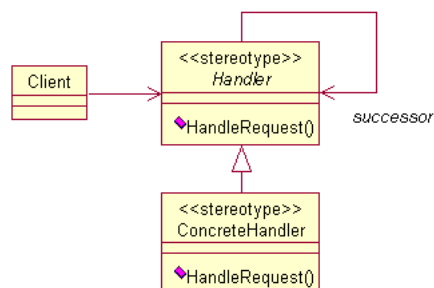 <<stereotype>>
Handler
Client
HandleRequest()
successor
<<stereotype>>
ConcreteHandler
HandleRequest()